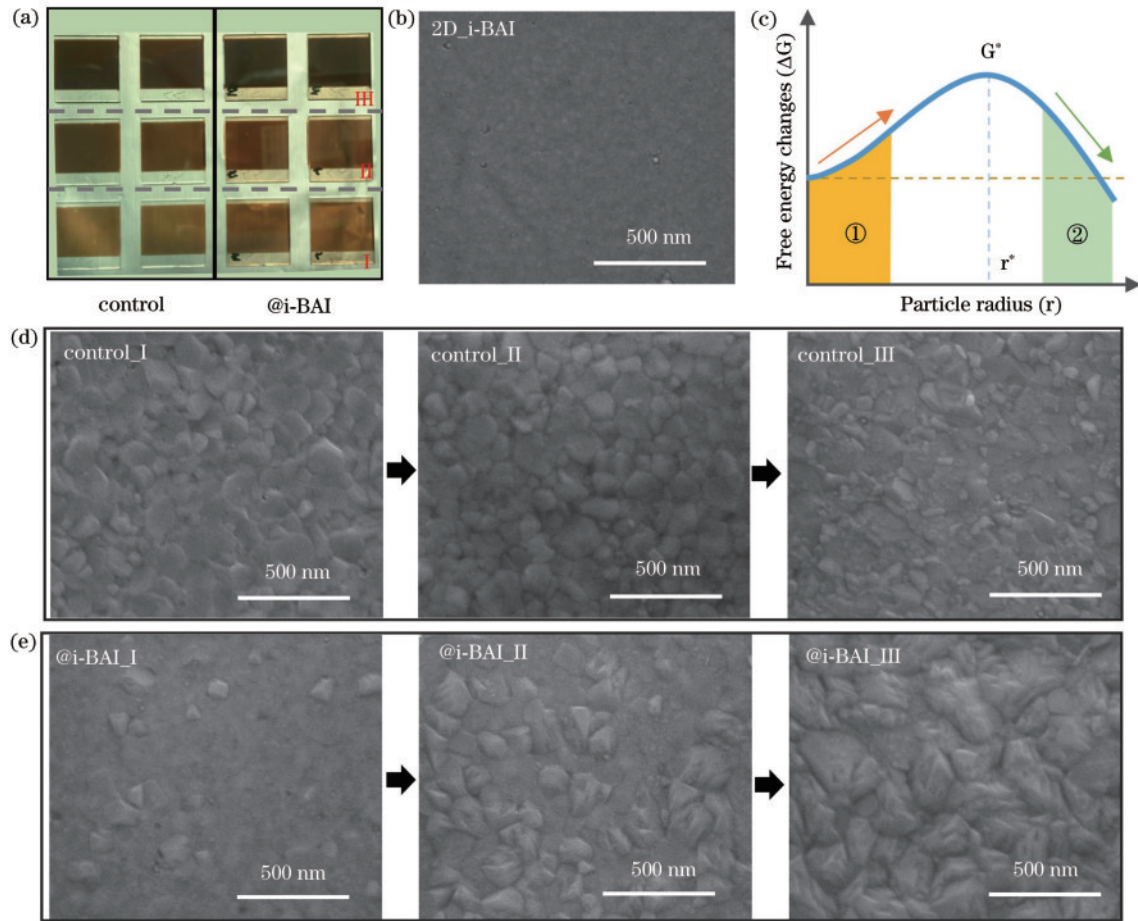 (a)
III
II
I
control
@i-BAI
(b)
2D_i-BAI
500 nm
(c)
Free energy changes (ΔG)
G*
①
②
r*
Particle radius (r)
(d)
control_I
500 nm
control_II
500 nm
control_III
500 nm
(e)
@i-BAI_I
500 nm
@i-BAI_II
500 nm
@i-BAI_III
500 nm